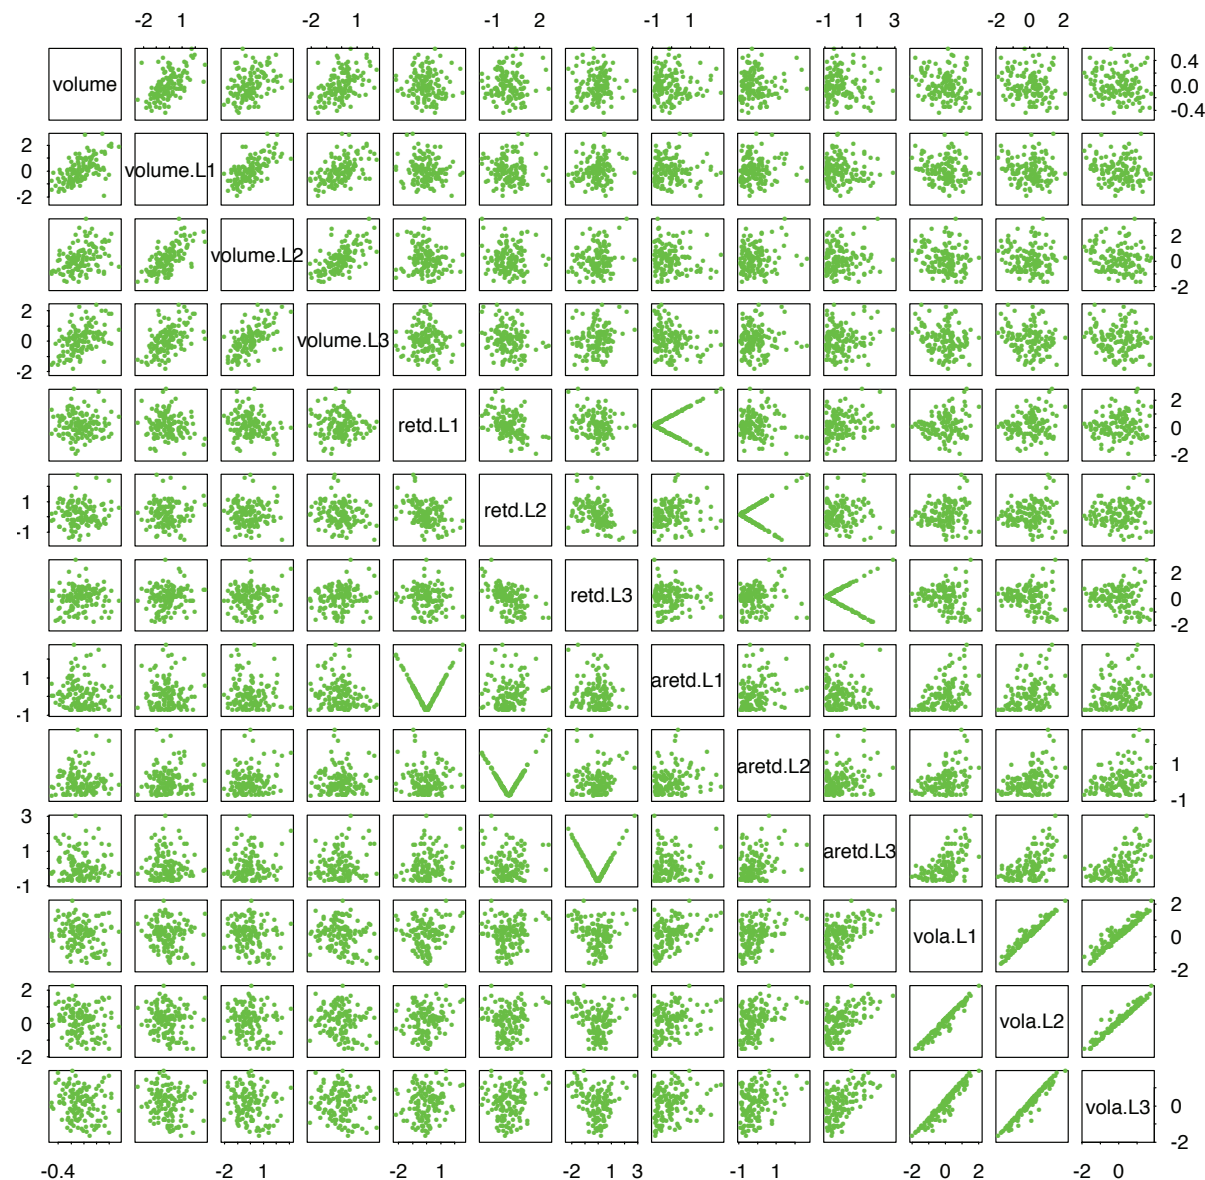 -2 1 -2 1 -1 2 -1 1 -1 1 3 -2 0 2
volume 0.4
0.0
-0.4
2
0 volume.L1
-2
volume.L2 2
0
-2
2
0 volume.L3
-2
retd.L1 2
0
-2
1 retd.L2
-1
retd.L3 2
0
-2
1 aretd.L1
-1
aretd.L2 1
-1
3
1 aretd.L3
-1
vola.L1 2
0
-2
2
0 vola.L2
-2
vola.L3 0
-2
-0.4 -2 1 -2 1 -2 1 3 -1 1 -2 0 2 -2 0